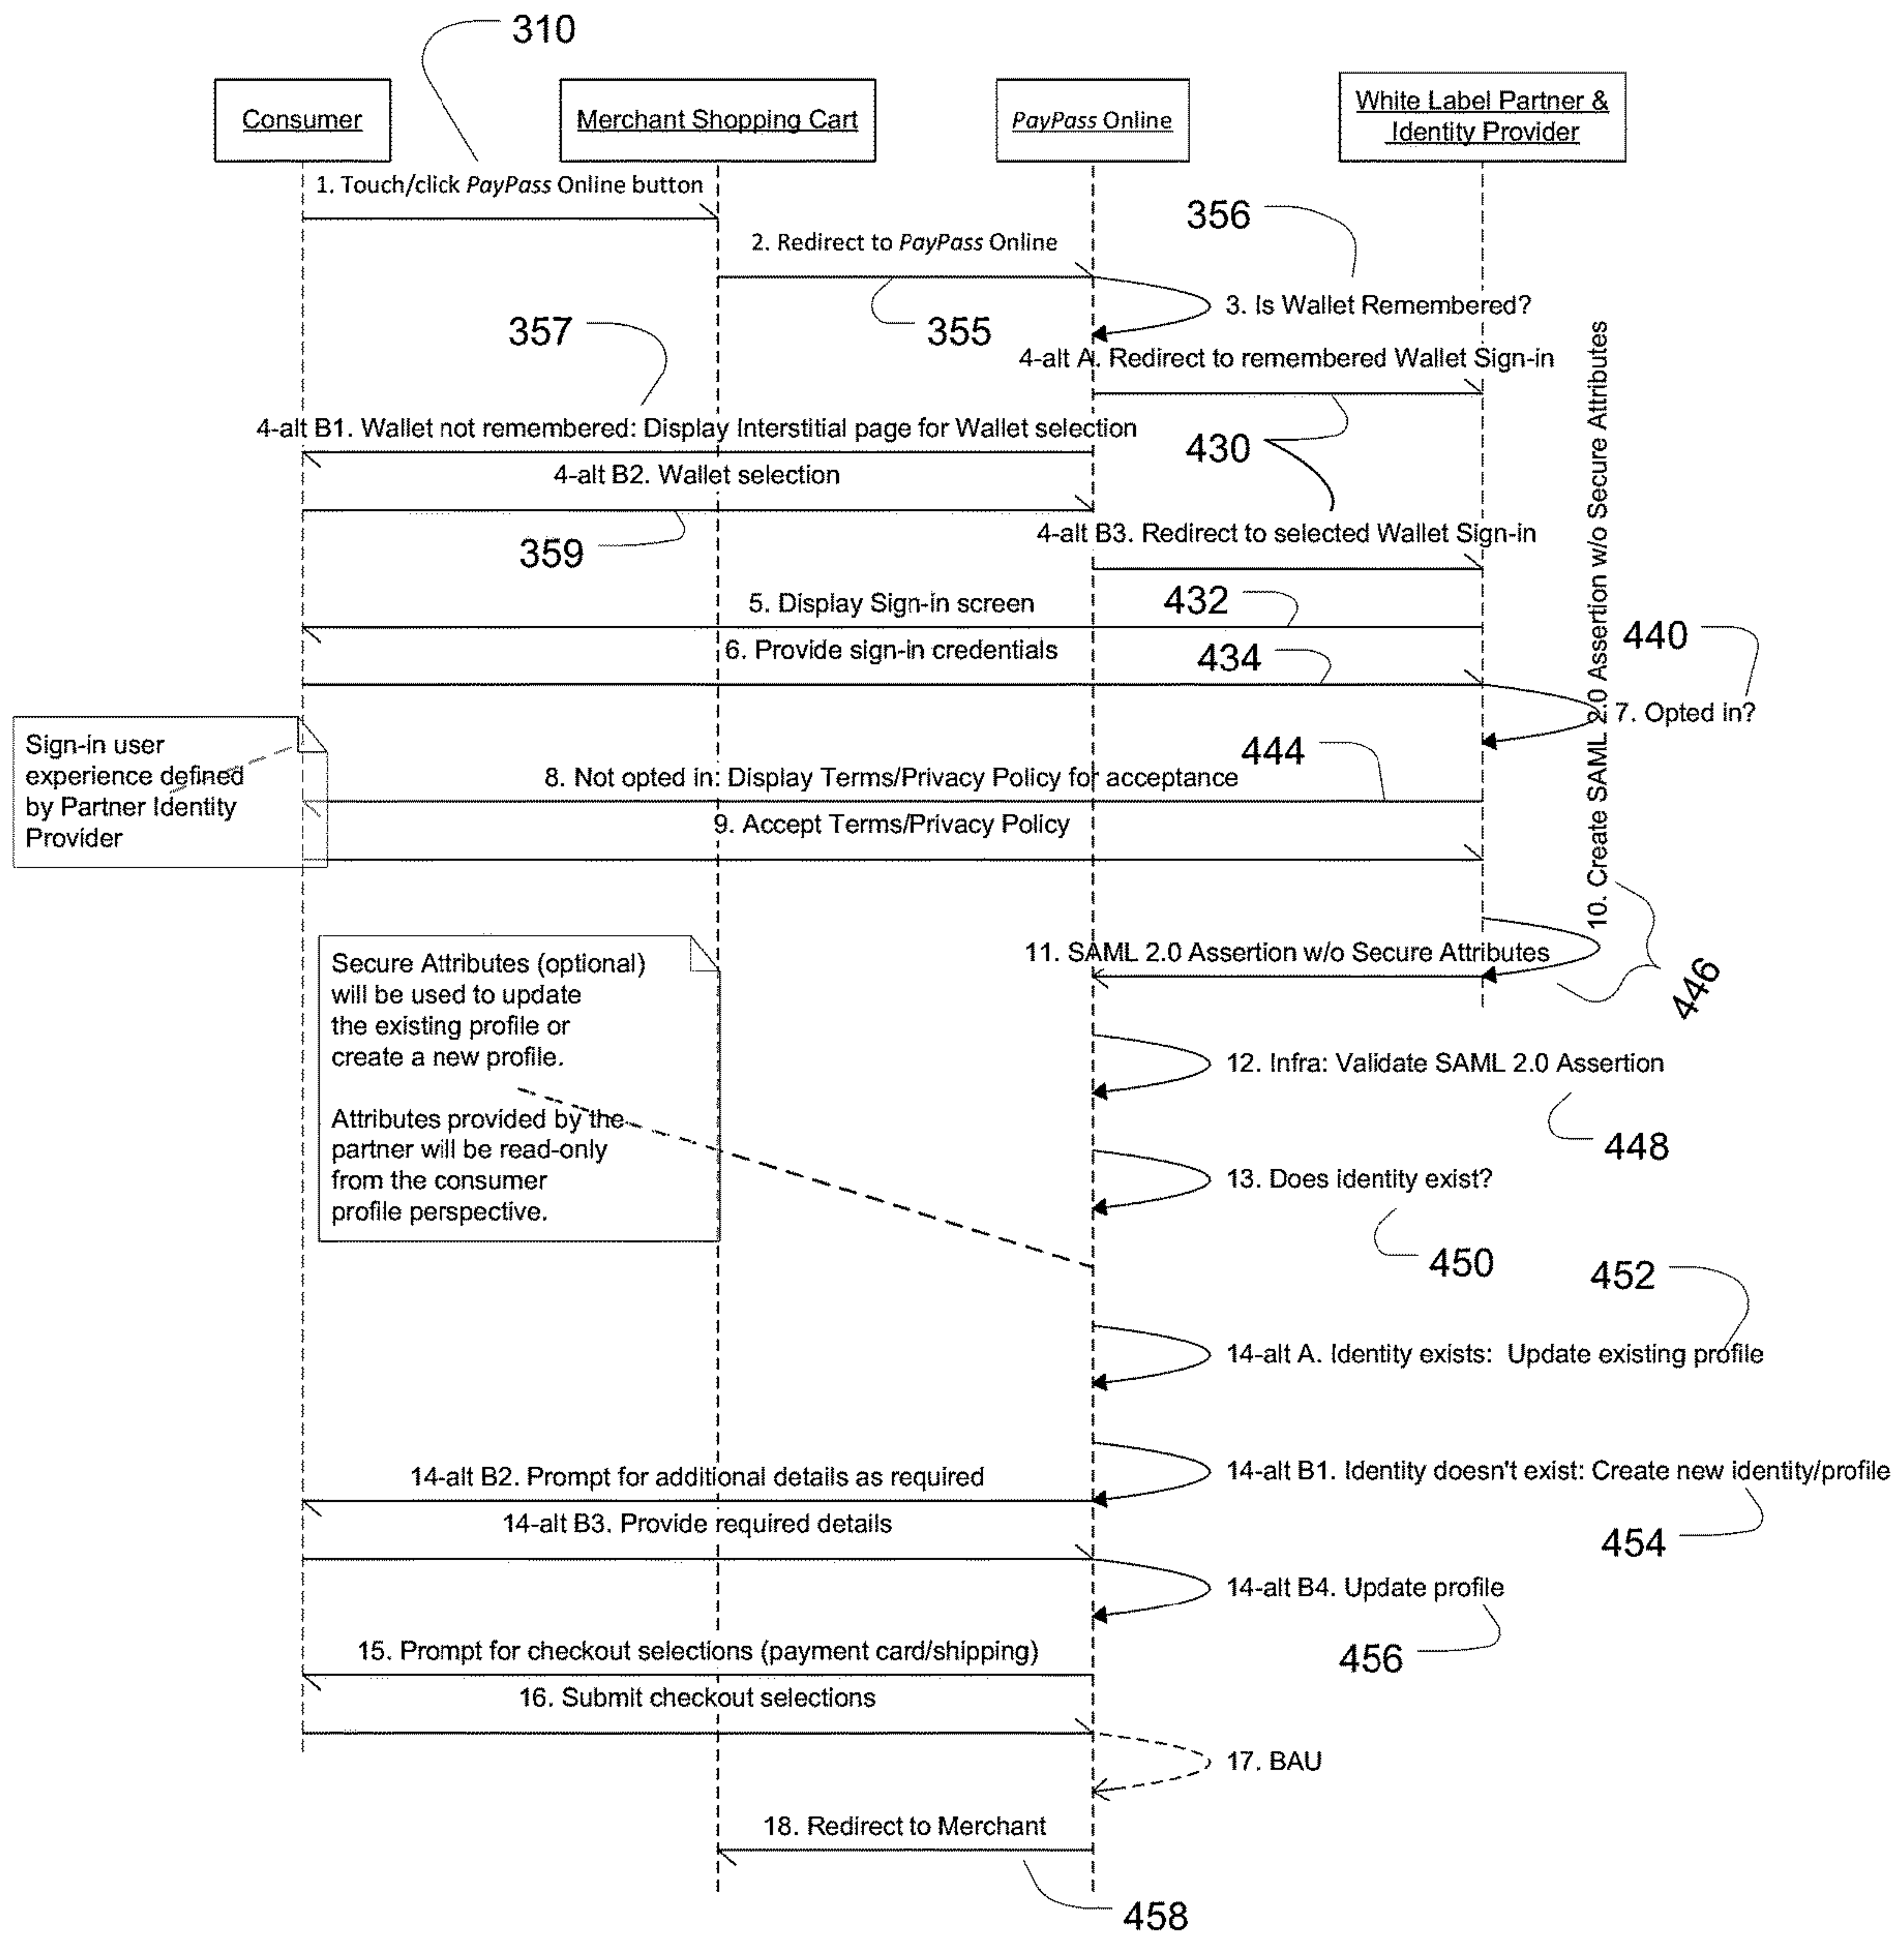 310
Consumer
Merchant Shopping Cart
PayPass Online
White Label Partner &
Identity Provider
1. Touch/click PayPass Online button
356
2. Redirect to PayPass Online
3. Is Wallet Remembered?
357
355
4-alt A. Redirect to remembered Wallet Sign-in
4-alt B1. Wallet not remembered: Display Interstitial page for Wallet selection
430
4-alt B2. Wallet selection
359
4-alt B3. Redirect to selected Wallet Sign-in
5. Display Sign-in screen
432
440
6. Provide sign-in credentials
434
7. Opted in?
Sign-in user
experience defined
by Partner Identity
Provider
444
8. Not opted in: Display Terms/Privacy Policy for acceptance
9. Accept Terms/Privacy Policy
10. Create SAML 2.0 Assertion w/o Secure Attributes
11. SAML 2.0 Assertion w/o Secure Attributes
446
Secure Attributes (optional)
will be used to update
the existing profile or
create a new profile.
Attributes provided by the
partner will be read-only
from the consumer
profile perspective.
12. Infra: Validate SAML 2.0 Assertion
448
13. Does identity exist?
450
452
14-alt A. Identity exists: Update existing profile
14-alt B1. Identity doesn't exist: Create new identity/profile
14-alt B2. Prompt for additional details as required
14-alt B3. Provide required details
454
14-alt B4. Update profile
456
15. Prompt for checkout selections (payment card/shipping)
16. Submit checkout selections
17. BAU
18. Redirect to Merchant
458